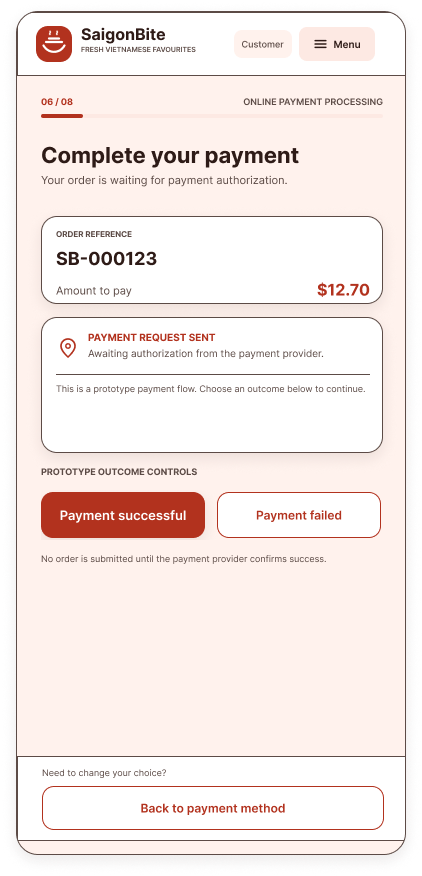 SaigonBite
FRESH VIETNAMESE FAVOURITES
Customer
Menu
06 / 08
ONLINE PAYMENT PROCESSING
Complete your payment
Your order is waiting for payment authorization.
ORDER REFERENCE
SB-000123
Amount to pay
$12.70
PAYMENT REQUEST SENT
Awaiting authorization from the payment provider.
This is a prototype payment flow. Choose an outcome below to continue.
PROTOTYPE OUTCOME CONTROLS
Payment successful
Payment failed
No order is submitted until the payment provider confirms success.
Need to change your choice?
Back to payment method